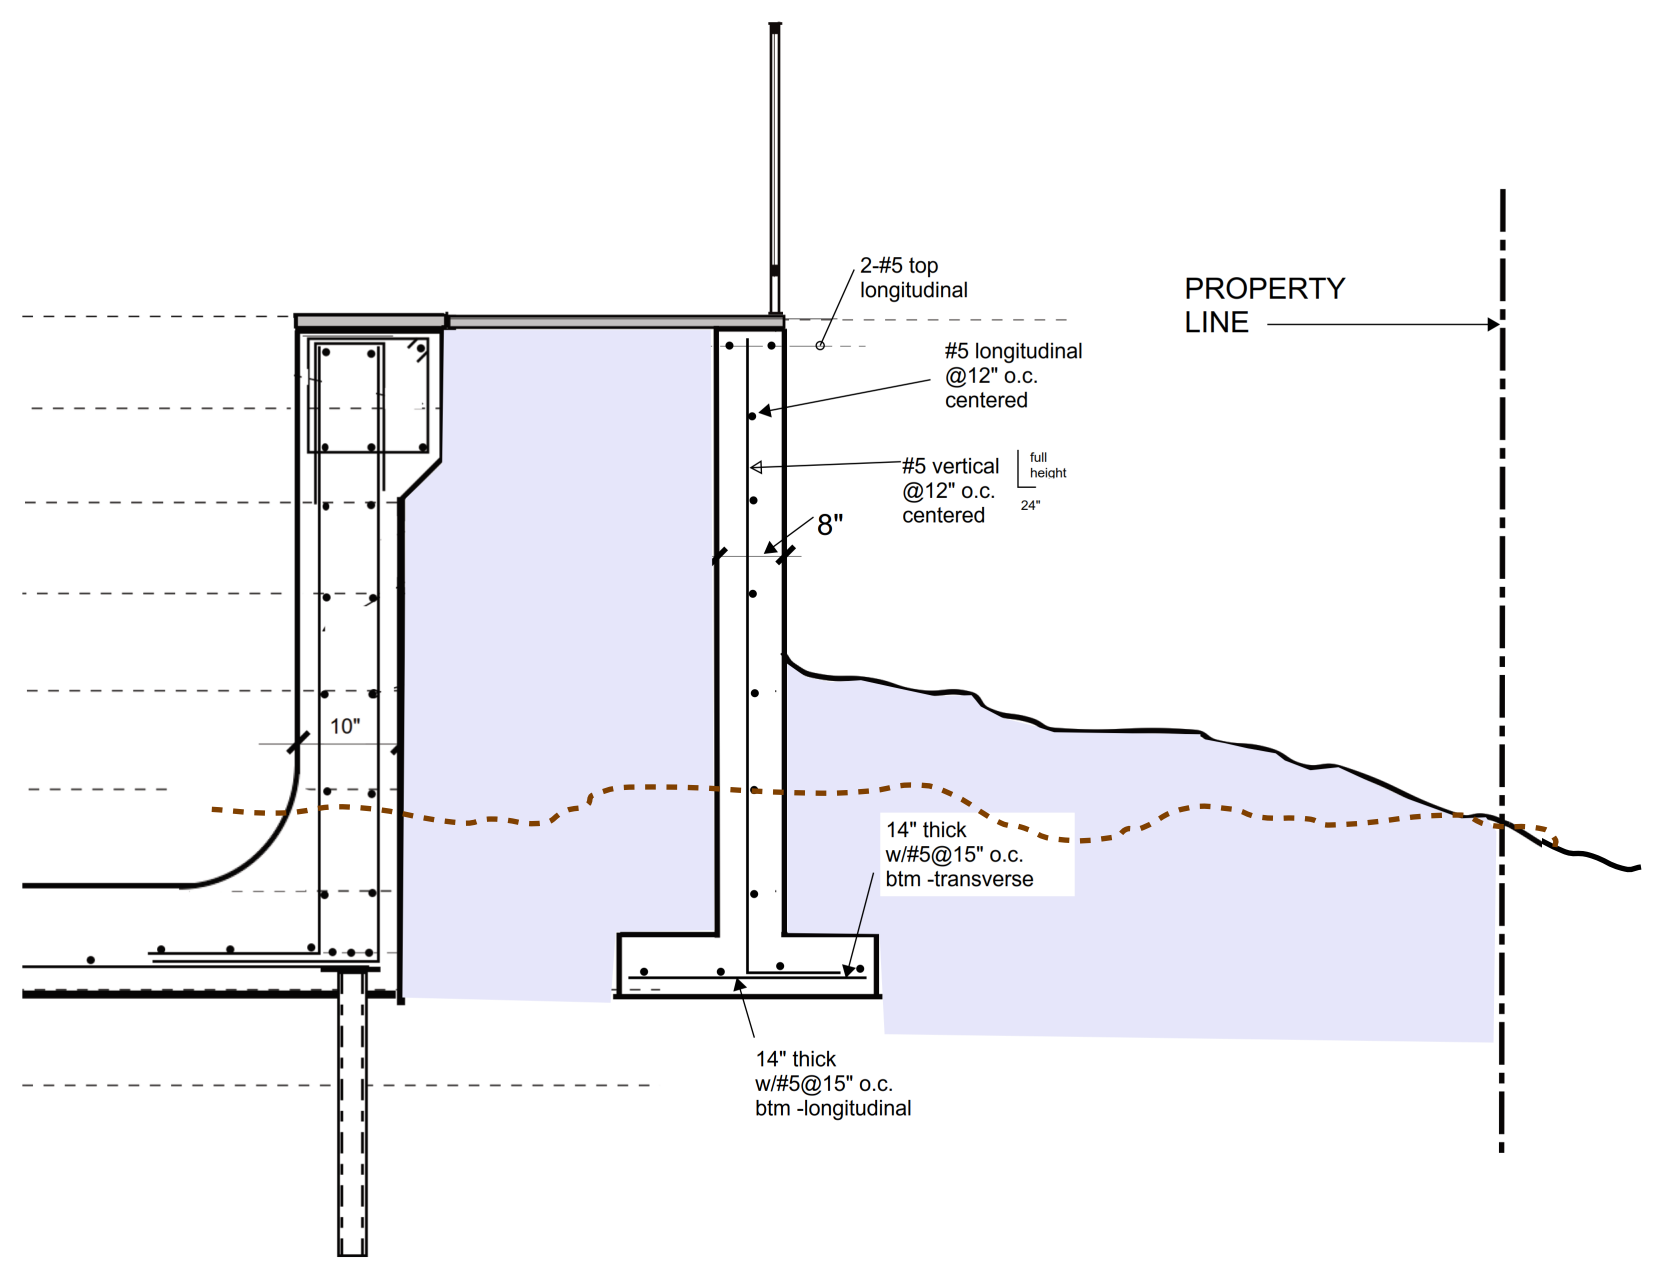 2-#5 top
longitudinal
PROPERTY
LINE
#5 longitudinal
@12" o.c.
centered
#5 vertical
@12" o.c.
centered
full
height
24"
8"
10"
14" thick
w/#5@15" o.c.
btm -transverse
14" thick
w/#5@15" o.c.
btm -longitudinal